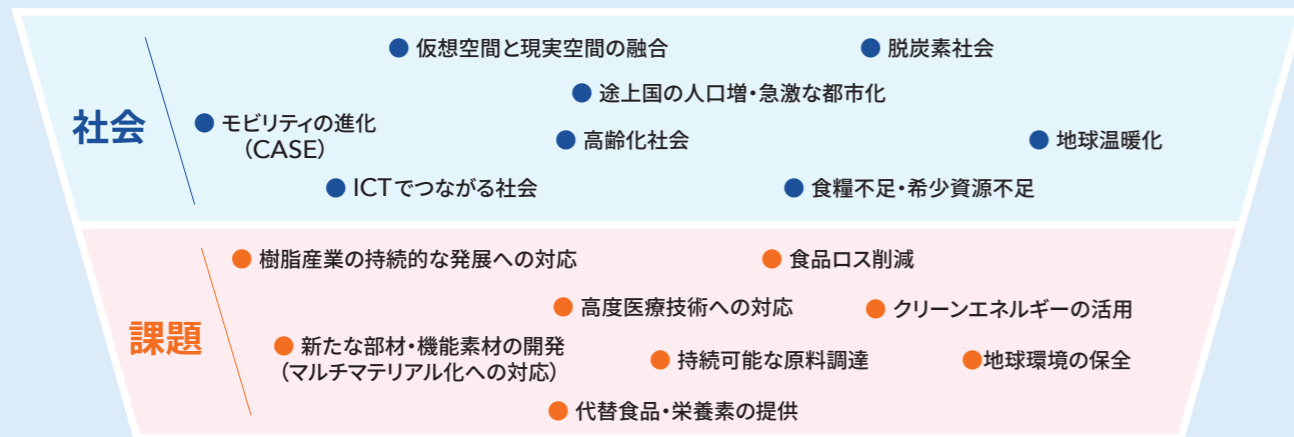 社会
● 仮想空間と現実空間の融合
● 脱炭素社会
● 途上国の人口増・急激な都市化
● モビリティの進化
(CASE)
● 高齢化社会
● 地球温暖化
● ICTでつながる社会
● 食糧不足・希少資源不足
課題
● 樹脂産業の持続的な発展への対応
● 食品ロス削減
● 高度医療技術への対応
● クリーンエネルギーの活用
● 新たな部材・機能素材の開発
(マルチマテリアル化への対応)
● 持続可能な原料調達
●地球環境の保全
● 代替食品・栄養素の提供